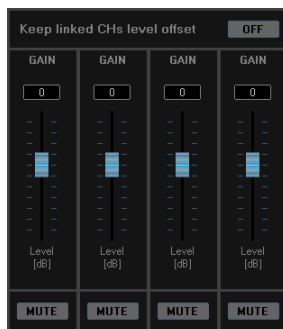 Keep linked CHs level offset OFF
GAIN GAIN GAIN GAIN
0 0 0 0
Level Level Level Level
[dB] [dB] [dB] [dB]
MUTE MUTE MUTE MUTE